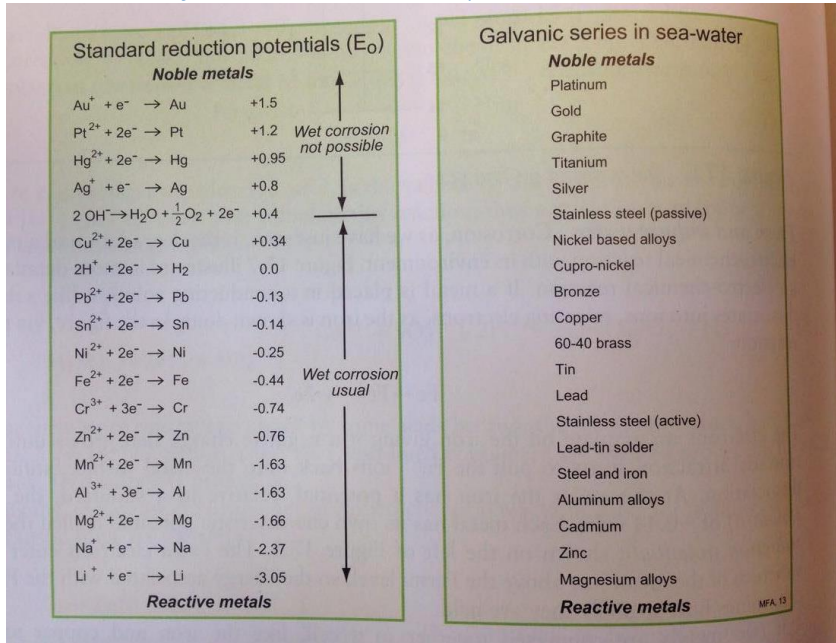 Standard reduction potentials (E₀)
Noble metals
Au⁺ + e⁻ → Au +1.5
Pt²⁺ + 2e⁻ → Pt +1.2
Hg²⁺ + 2e⁻ → Hg +0.95
Ag⁺ + e⁻ → Ag +0.8
2 OH⁻→H₂O + ½O₂ + 2e⁻ +0.4
Cu²⁺ + 2e⁻ → Cu +0.34
2H⁺ + 2e⁻ → H₂ 0.0
Pb²⁺ + 2e⁻ → Pb -0.13
Sn²⁺ + 2e⁻ → Sn -0.14
Ni²⁺ + 2e⁻ → Ni -0.25
Fe²⁺ + 2e⁻ → Fe -0.44
Cr³⁺ + 3e⁻ → Cr -0.74
Zn²⁺ + 2e⁻ → Zn -0.76
Mn²⁺ + 2e⁻ → Mn -1.63
Al³⁺ + 3e⁻ → Al -1.63
Mg²⁺ + 2e⁻ → Mg -1.66
Na⁺ + e⁻ → Na -2.37
Li⁺ + e⁻ → Li -3.05
Reactive metals
Wet corrosion
not possible
Wet corrosion
usual
Galvanic series in sea-water
Noble metals
Platinum
Gold
Graphite
Titanium
Silver
Stainless steel (passive)
Nickel based alloys
Cupro-nickel
Bronze
Copper
60-40 brass
Tin
Lead
Stainless steel (active)
Lead-tin solder
Steel and iron
Aluminum alloys
Cadmium
Zinc
Magnesium alloys
Reactive metals
MFA, 13